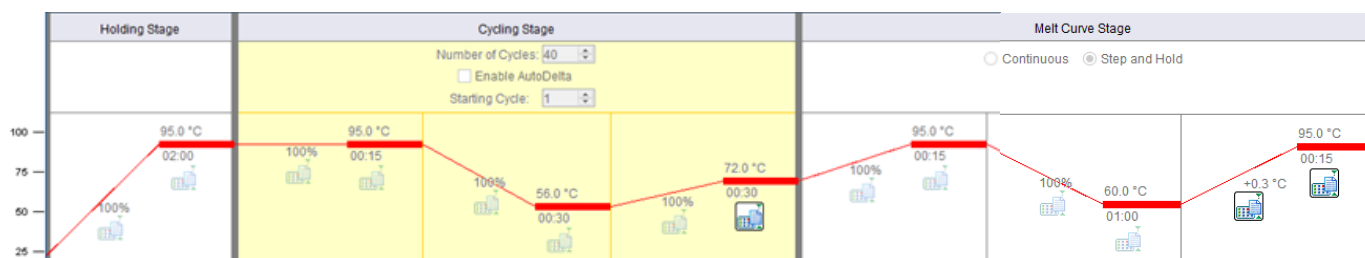 Holding Stage
Cycling Stage
Melt Curve Stage
Number of Cycles: 40
Enable AutoDelta
Starting Cycle: 1
Continuous
Step and Hold
100
75
50
25
100%
95.0 °C
02:00
100%
95.0 °C
00:15
100%
56.0 °C
00:30
100%
72.0 °C
00:30
100%
95.0 °C
00:15
100%
60.0 °C
01:00
+0.3 °C
95.0 °C
00:15